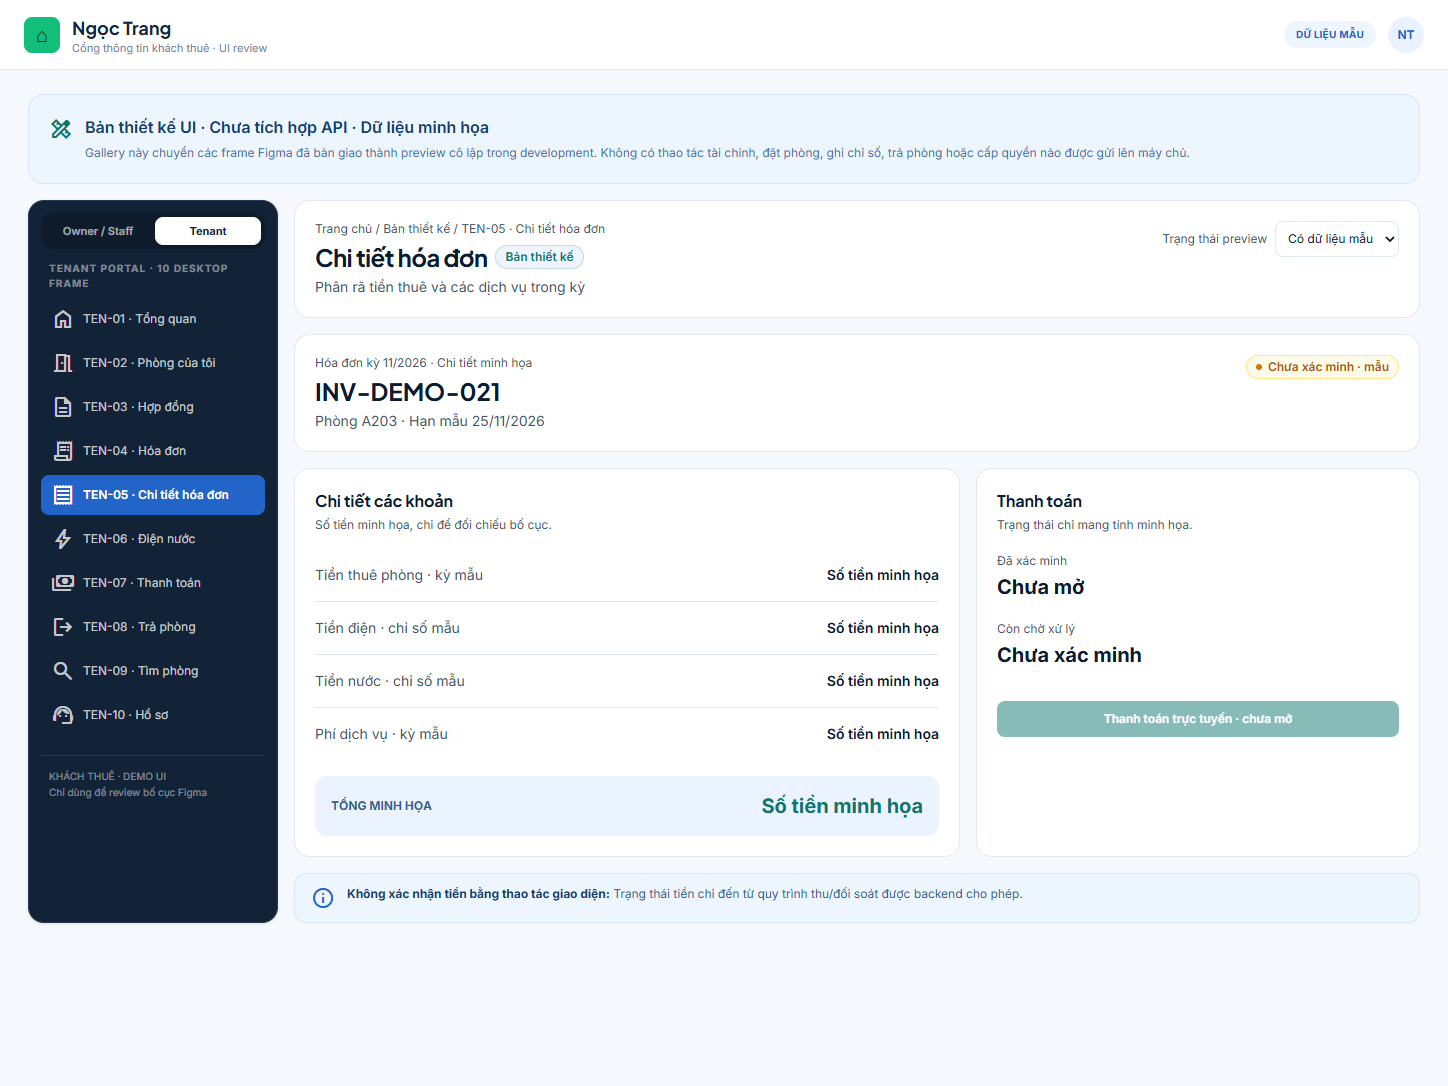 Ngọc Trang
Cổng thông tin khách thuê · UI review
DỮ LIỆU MẪU
NT
Bản thiết kế UI · Chưa tích hợp API · Dữ liệu minh họa
Gallery này chuyển các frame Figma đã bàn giao thành preview cô lập trong development. Không có thao tác tài chính, đặt phòng, ghi chỉ số, trả phòng hoặc cấp quyền nào được gửi lên máy chủ.
Owner / Staff
Tenant
TENANT PORTAL · 10 DESKTOP
FRAME
TEN-01 · Tổng quan
TEN-02 · Phòng của tôi
TEN-03 · Hợp đồng
TEN-04 · Hóa đơn
TEN-05 · Chi tiết hóa đơn
TEN-06 · Điện nước
TEN-07 · Thanh toán
TEN-08 · Trả phòng
TEN-09 · Tìm phòng
TEN-10 · Hồ sơ
KHÁCH THUÊ · DEMO UI
Chỉ dùng để review bố cục Figma
Trang chủ / Bản thiết kế / TEN-05 · Chi tiết hóa đơn
Chi tiết hóa đơn
Bản thiết kế
Phân rã tiền thuê và các dịch vụ trong kỳ
Trạng thái preview
Có dữ liệu mẫu
Hóa đơn kỳ 11/2026 · Chi tiết minh họa
INV-DEMO-021
Phòng A203 · Hạn mẫu 25/11/2026
Chưa xác minh · mẫu
Chi tiết các khoản
Số tiền minh họa, chỉ để đối chiếu bố cục.
Tiền thuê phòng · kỳ mẫu
Số tiền minh họa
Tiền điện · chỉ số mẫu
Số tiền minh họa
Tiền nước · chỉ số mẫu
Số tiền minh họa
Phí dịch vụ · kỳ mẫu
Số tiền minh họa
TỔNG MINH HỌA
Số tiền minh họa
Thanh toán
Trạng thái chỉ mang tính minh họa.
Đã xác minh
Chưa mở
Còn chờ xử lý
Chưa xác minh
Thanh toán trực tuyến · chưa mở
Không xác nhận tiền bằng thao tác giao diện: Trạng thái tiền chỉ đến từ quy trình thu/đối soát được backend cho phép.